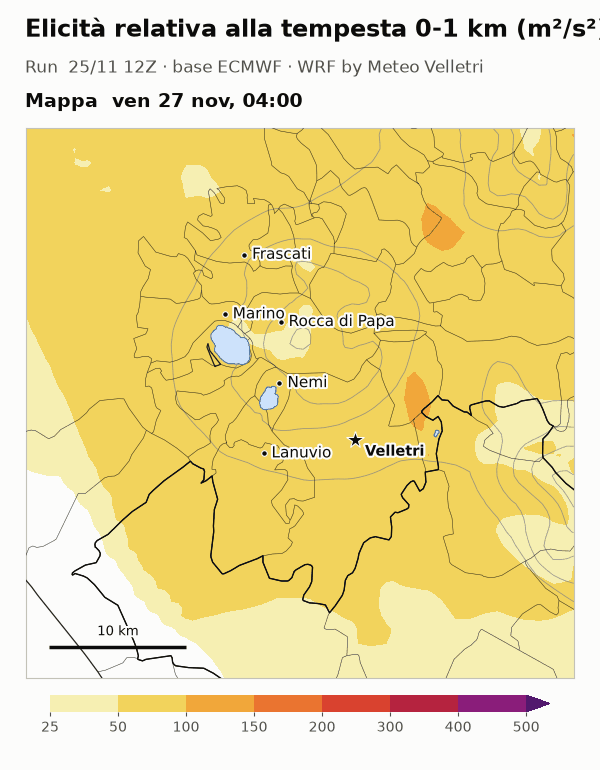 Elicità relativa alla tempesta 0-1 km (m²/s²)
Run 25/11 12Z · base ECMWF · WRF by Meteo Velletri
Mappa ven 27 nov, 04:00
Frascati
Marino
Rocca di Papa
Nemi
Velletri
Lanuvio
10 km
25 50 100 150 200 300 400 500